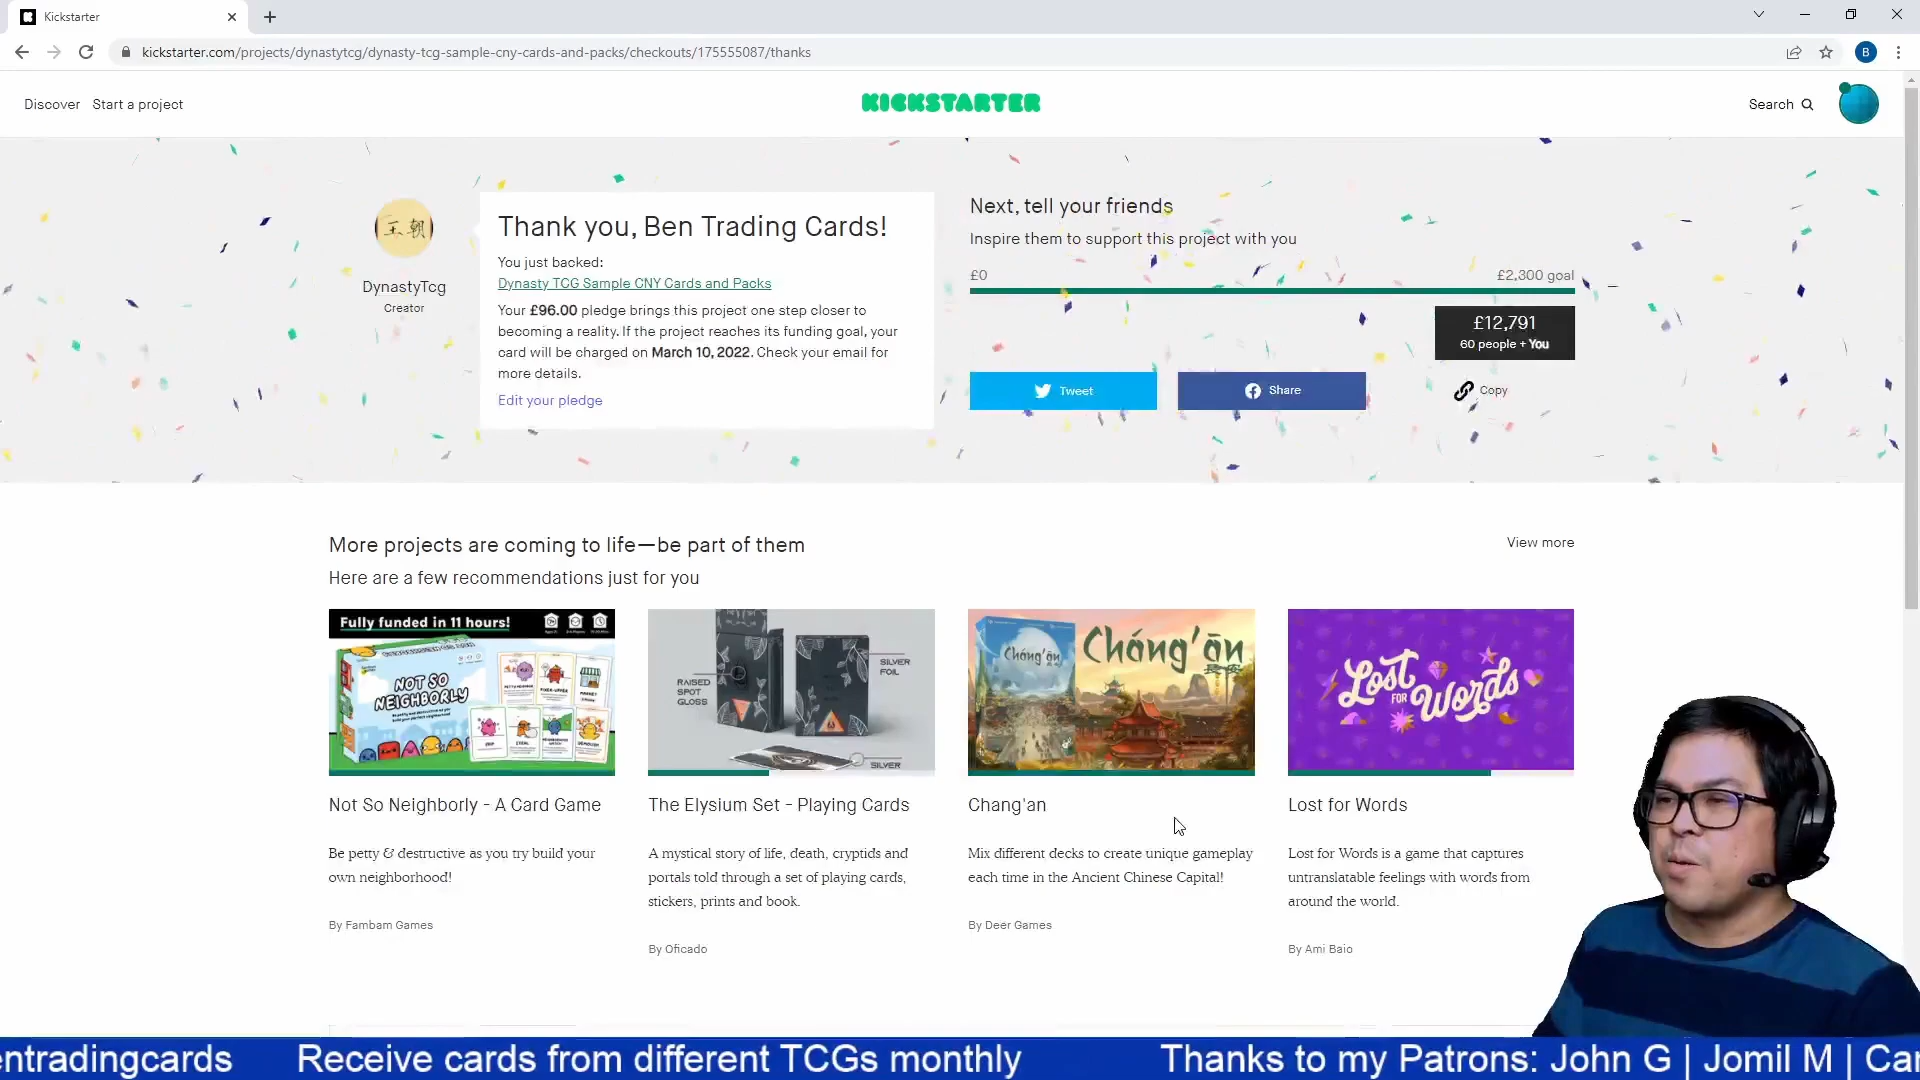 Kickstarter
kickstarter.com/projects/dynastytcg/dynasty-tcg-sample-cny-cards-and-packs/checkouts/175555087/thanks
B
Discover
Start a project
KICKSTARTER
Search
王朝
DynastyTcg
Creator
Thank you, Ben Trading Cards!
You just backed:
Dynasty TCG Sample CNY Cards and Packs
Your £96.00 pledge brings this project one step closer to
becoming a reality. If the project reaches its funding goal, your
card will be charged on March 10, 2022. Check your email for
more details.
Edit your pledge
Next, tell your friends
Inspire them to support this project with you
£0
£2,300 goal
£12,791
60 people + You
Tweet
Share
Copy
More projects are coming to life—be part of them
View more
Here are a few recommendations just for you
Fully funded in 11 hours!
NOT SO
NEIGHBORLY
RAISED
SPOT
GLOSS
SILVER
FOIL
SILVER
Cháng'ān
Cháng'ān
Lost
FOR
Words
Not So Neighborly - A Card Game
Be petty & destructive as you try build your
own neighborhood!
By Fambam Games
The Elysium Set - Playing Cards
A mystical story of life, death, cryptids and
portals told through a set of playing cards,
stickers, prints and book.
By Oficado
Chang'an
Mix different decks to create unique gameplay
each time in the Ancient Chinese Capital!
By Deer Games
Lost for Words
Lost for Words is a game that captures
untranslatable feelings with words from
around the world.
By Ami Baio
entradingcards
Receive cards from different TCGs monthly
Thanks to my Patrons: John G | Jomil M | Car